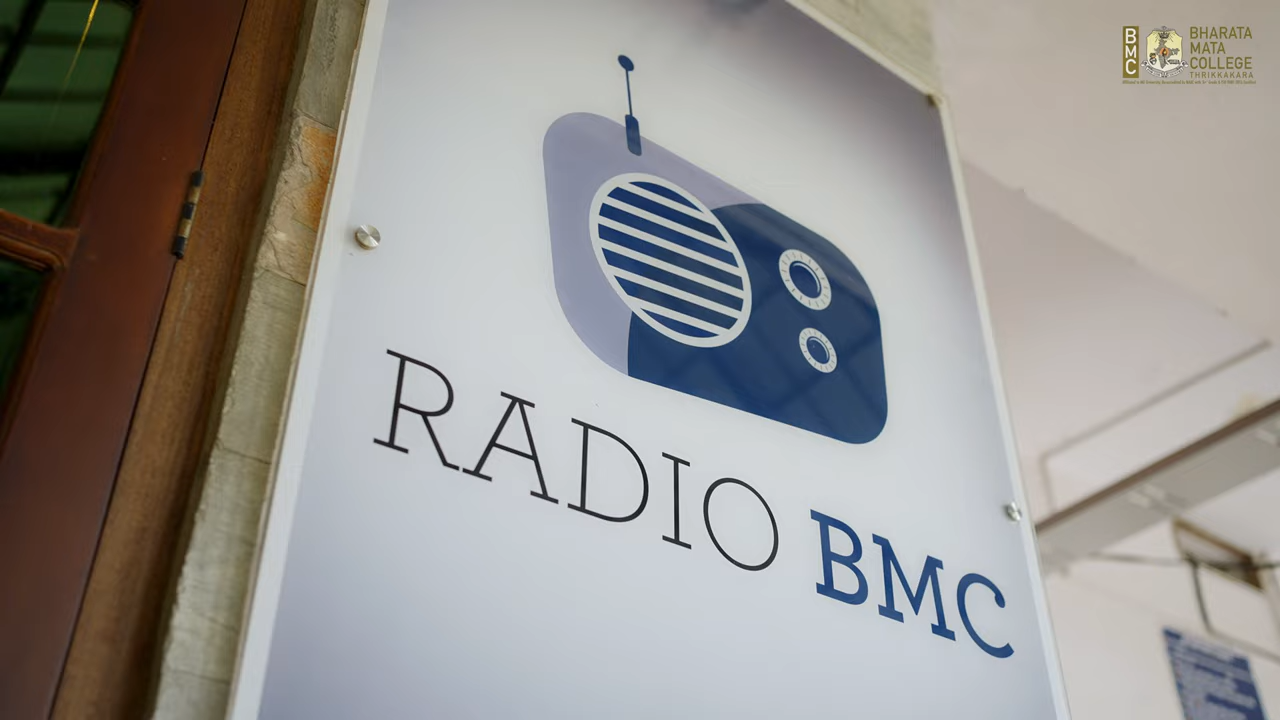 RADIO BMC
BMC
BHARATA
MATA
COLLEGE
THRIKKAKARA